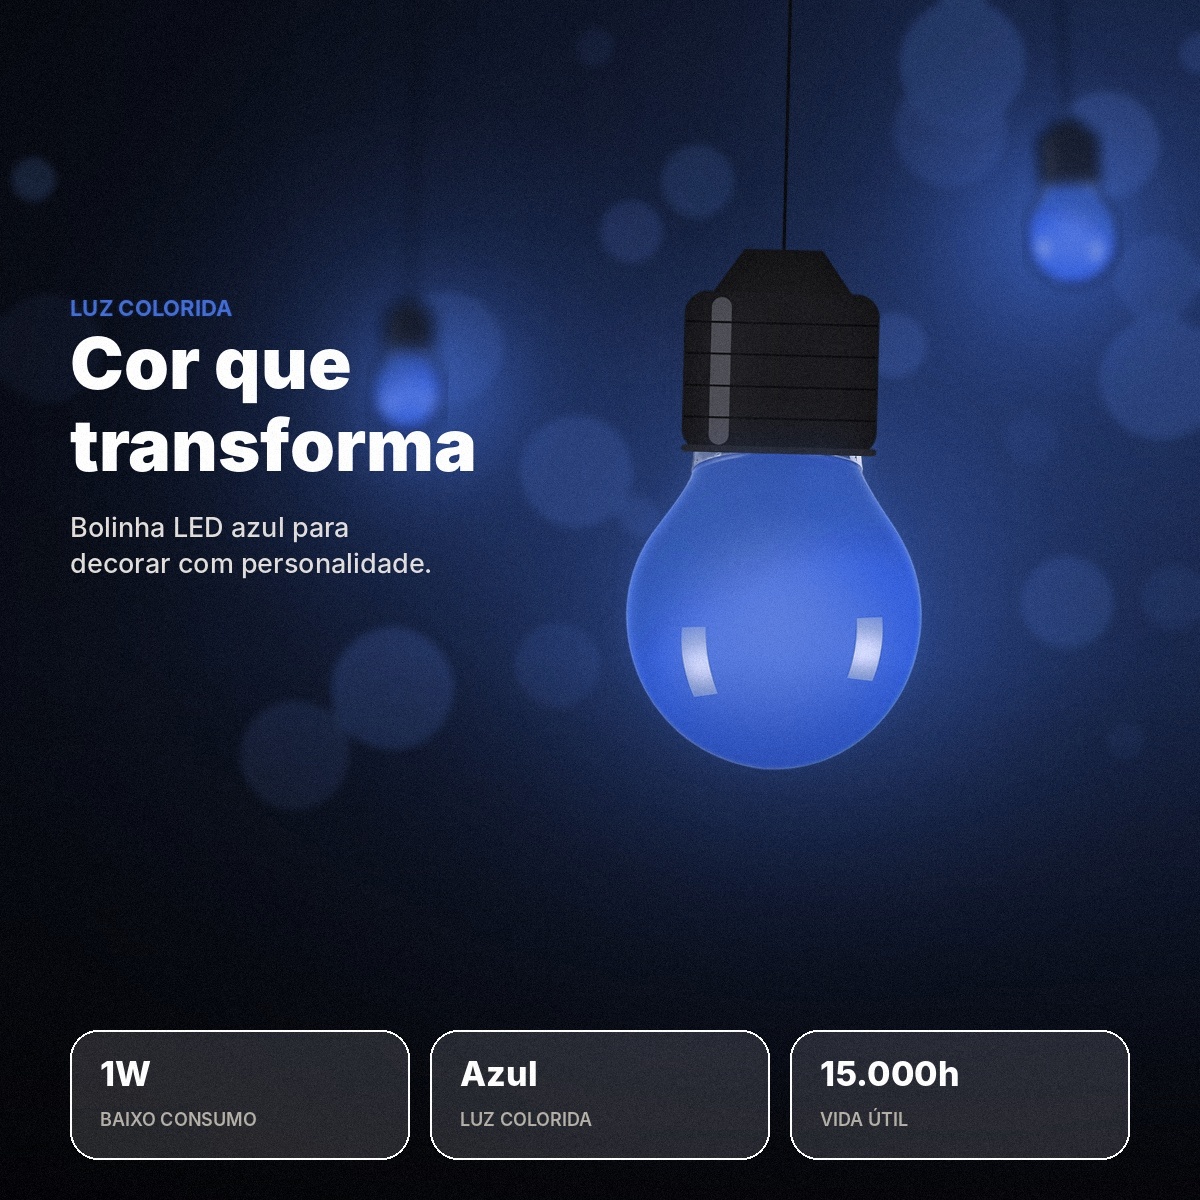 LUZ COLORIDA
Cor que
transforma
Bolinha LED azul para
decorar com personalidade.
1W
BAIXO CONSUMO
Azul
LUZ COLORIDA
15.000h
VIDA ÚTIL